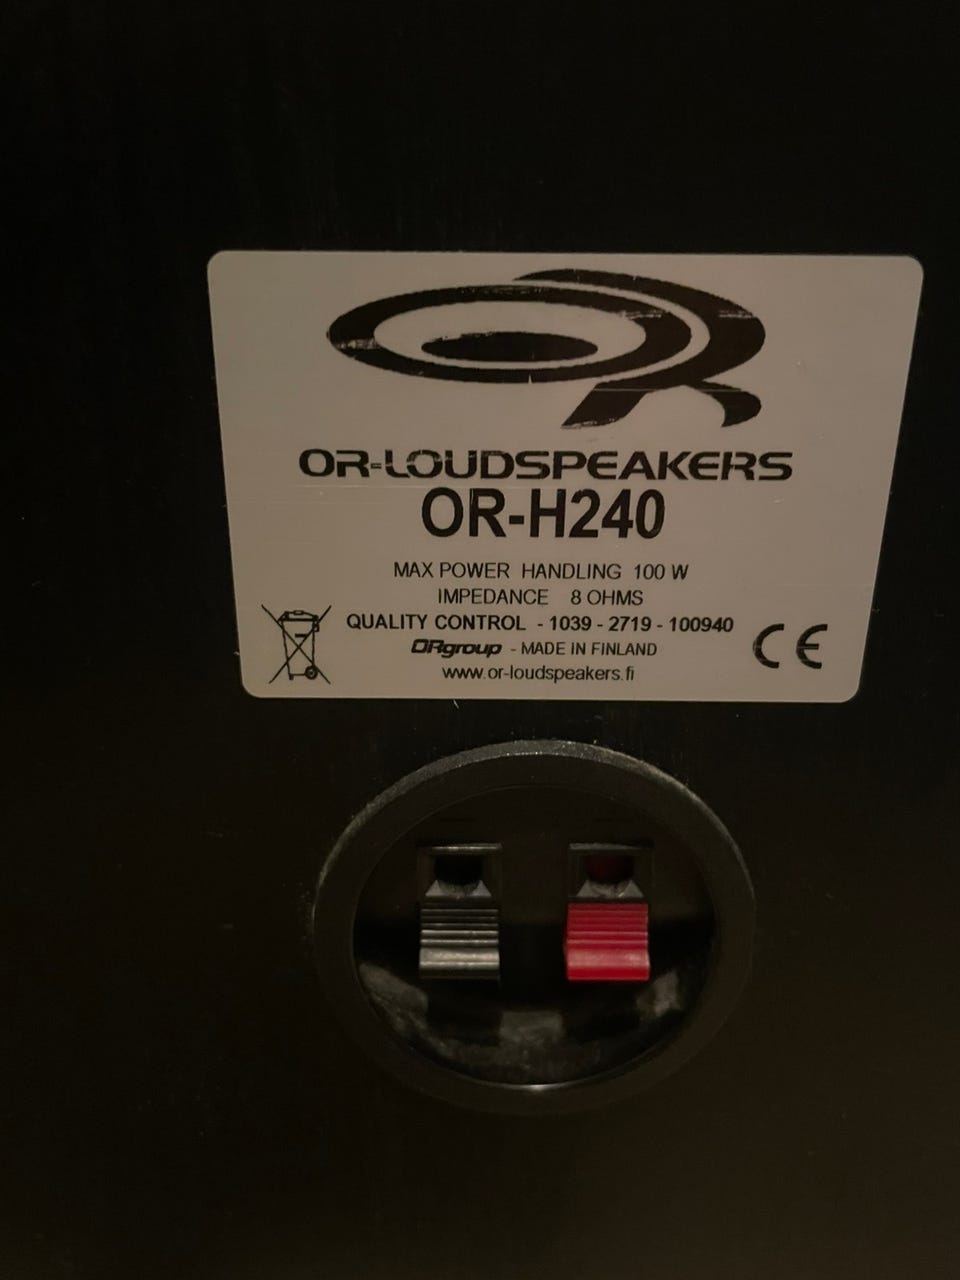 OR-LOUDSPEAKERS
OR-H240
MAX POWER HANDLING 100 W
IMPEDANCE 8 OHMS
QUALITY CONTROL - 1039 - 2719 - 100940
ORgroup - MADE IN FINLAND
www.or-loudspeakers.fi
CE